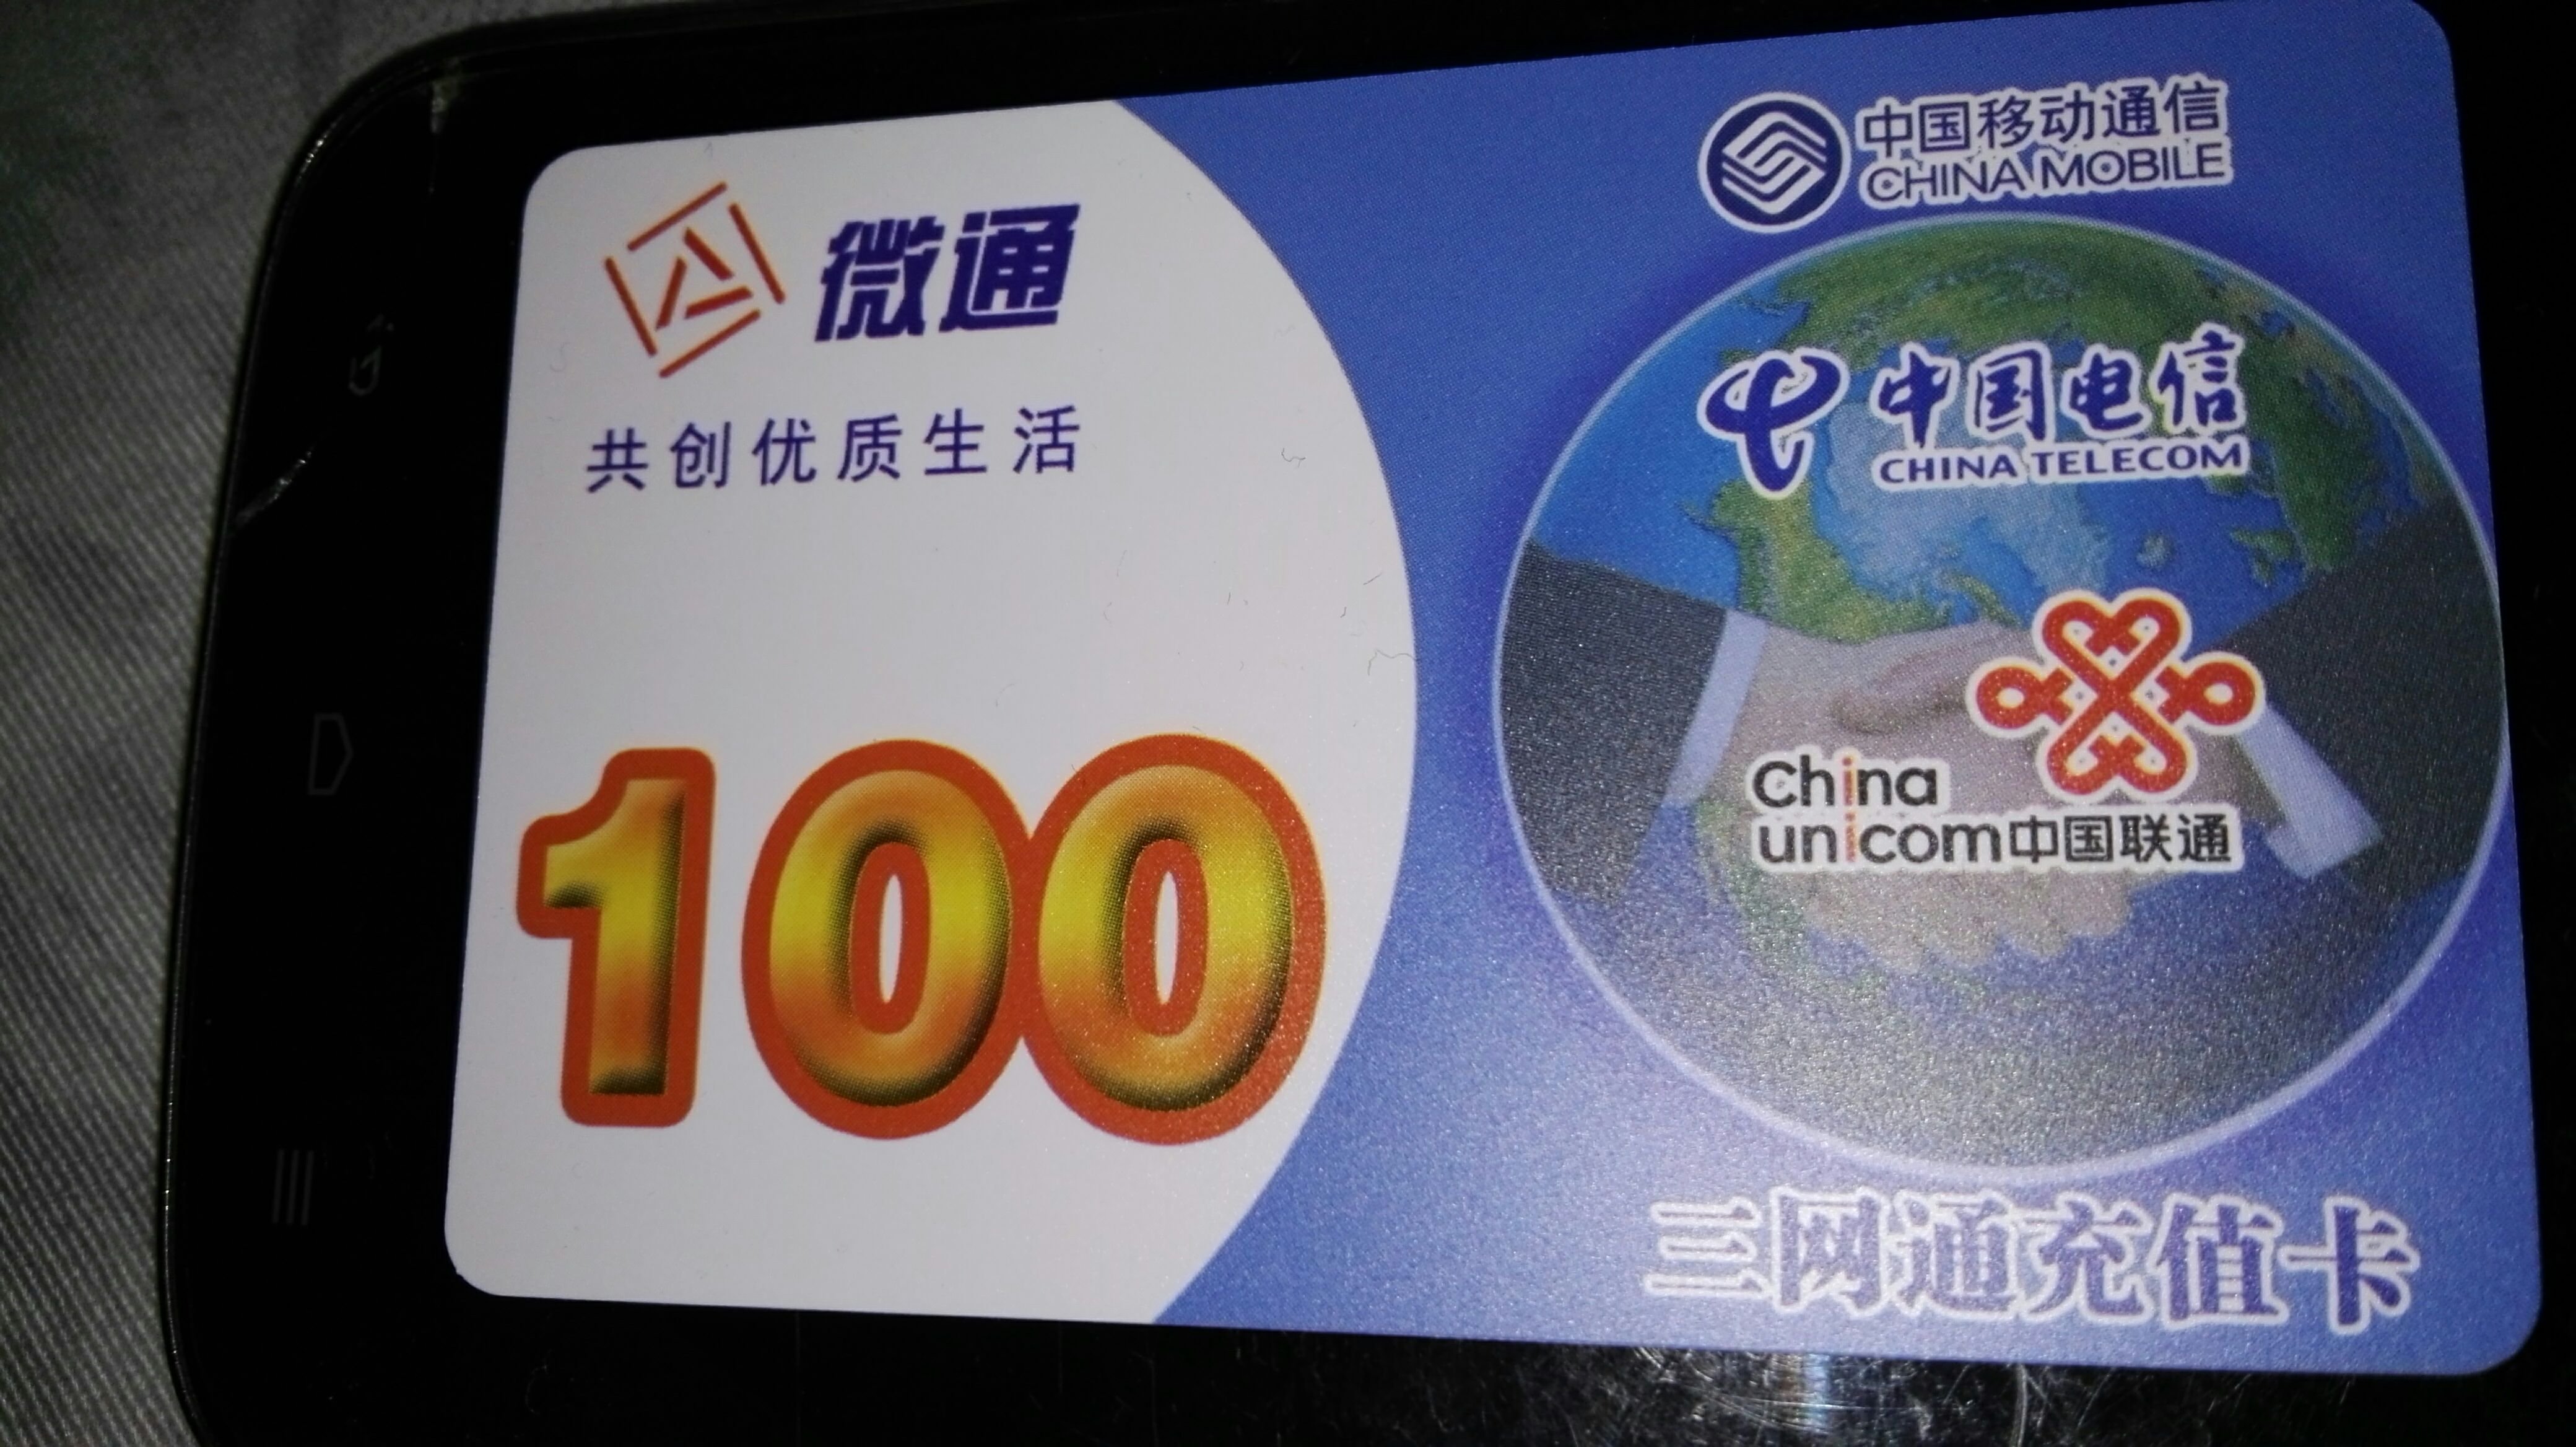 微通
共创优质生活
100
中国移动通信
CHINA MOBILE
中国电信
CHINA TELECOM
China
unicom中国联通
三网通充值卡